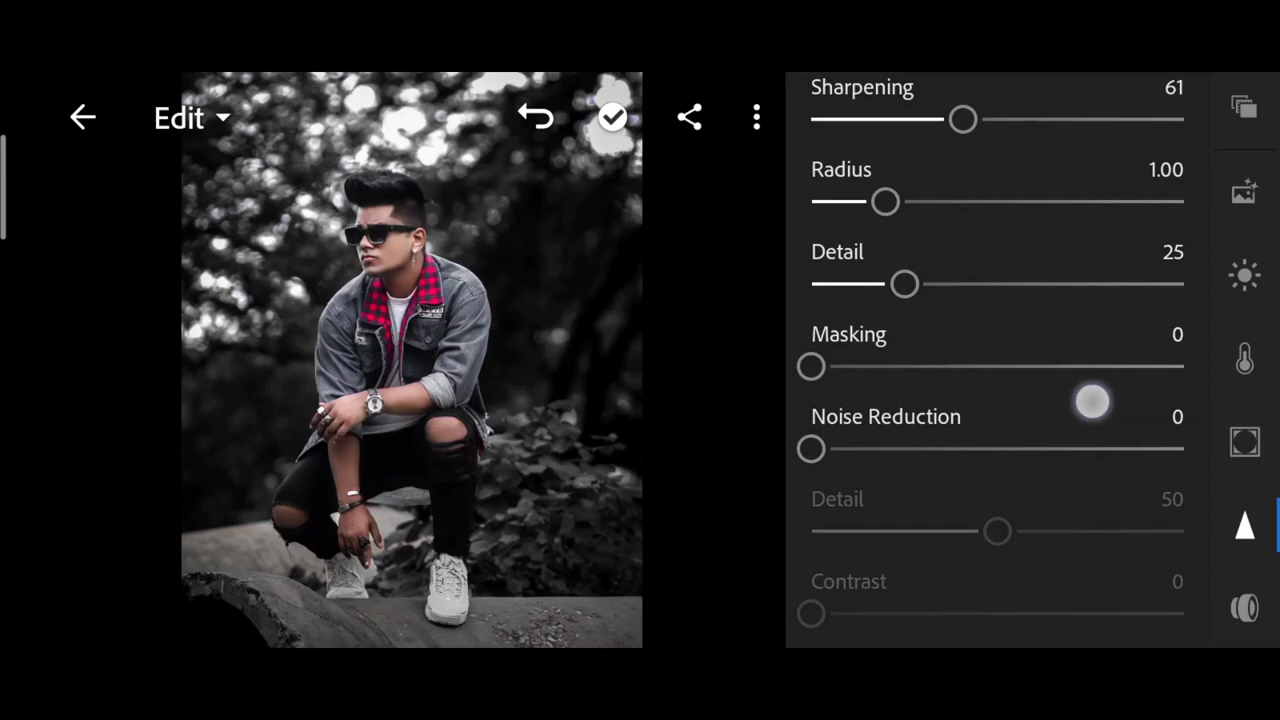 Edit
Sharpening 61
Radius 1.00
Detail 25
Masking 0
Noise Reduction 0
Detail 50
Contrast 0